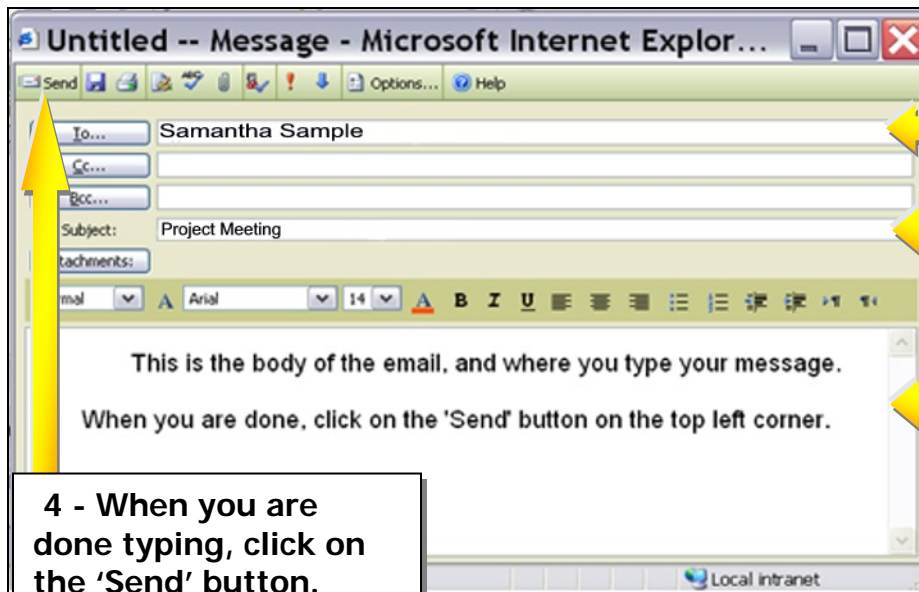 Untitled -- Message - Microsoft Internet Explor...
Send Options... Help
To... Samantha Sample
Cc...
Bcc...
Subject: Project Meeting
tachments:
mal A Arial 14 A B I U
This is the body of the email, and where you type your message.
When you are done, click on the 'Send' button on the top left corner.
4 - When you are
done typing, click on
the ‘Send’ button.
Local intranet